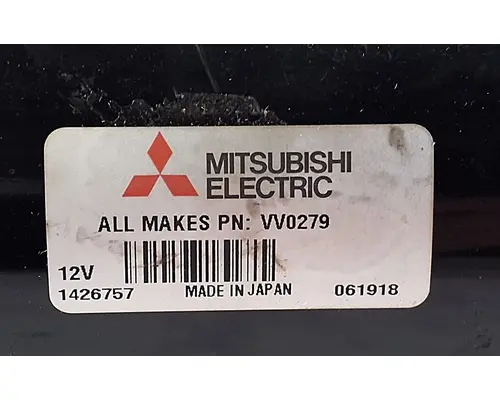 MITSUBISHI
ELECTRIC
ALL MAKES PN: VV0279
12V
1426757 MADE IN JAPAN 061918